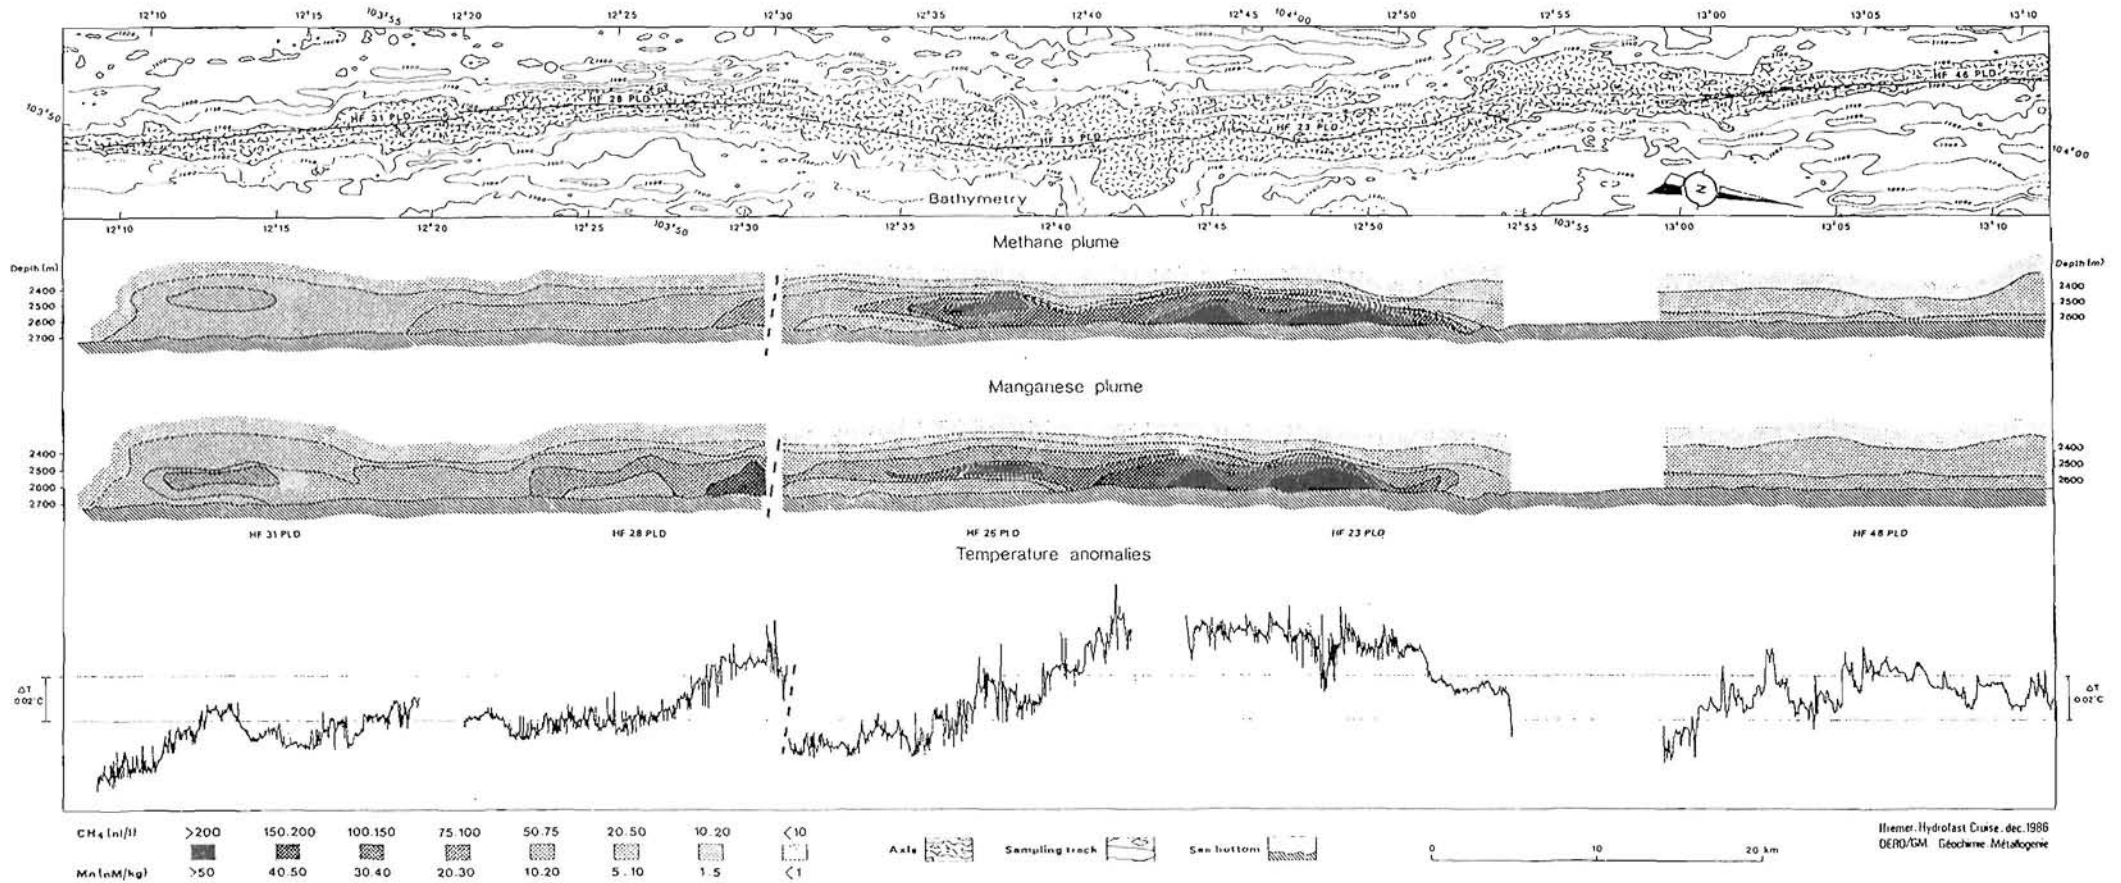 12°10 12°15 103°55 12°20 12°25 12°30 12°35 12°40 12°45 104°00 12°50 12°55 13°00 13°05 13°10
103°50
HF 31 PLD
HF 28 PLD
HF 25 PLD
HF 23 PLD
HF 46 PLD
104°00
Bathymetry
N
12°10 12°15 12°20 12°25 103°50 12°30 12°35 12°40 12°45 12°50 12°55 103°55 13°00 13°05 13°10
Methane plume
Depth (m)
2400
2500
2600
2700
Depth (m)
2400
2500
2600
Manganese plume
2400
2500
2600
2700
2400
2500
2600
HF 31 PLD HF 28 PLD HF 25 PLD HF 23 PLD HF 48 PLD
Temperature anomalies
ΔT
0.02°C
ΔT
0.02°C
CH4 (nl/l) >200 150.200 100.150 75.100 50.75 20.50 10.20 <10
Mn (nM/kg) >50 40.50 30.40 20.30 10.20 5.10 1.5 <1
Axle Sampling track Sea bottom
0 10 20 km
Ifremer. Hydrofast Cruise. dec. 1986
DERO/GM Géochimie. Métallogenie